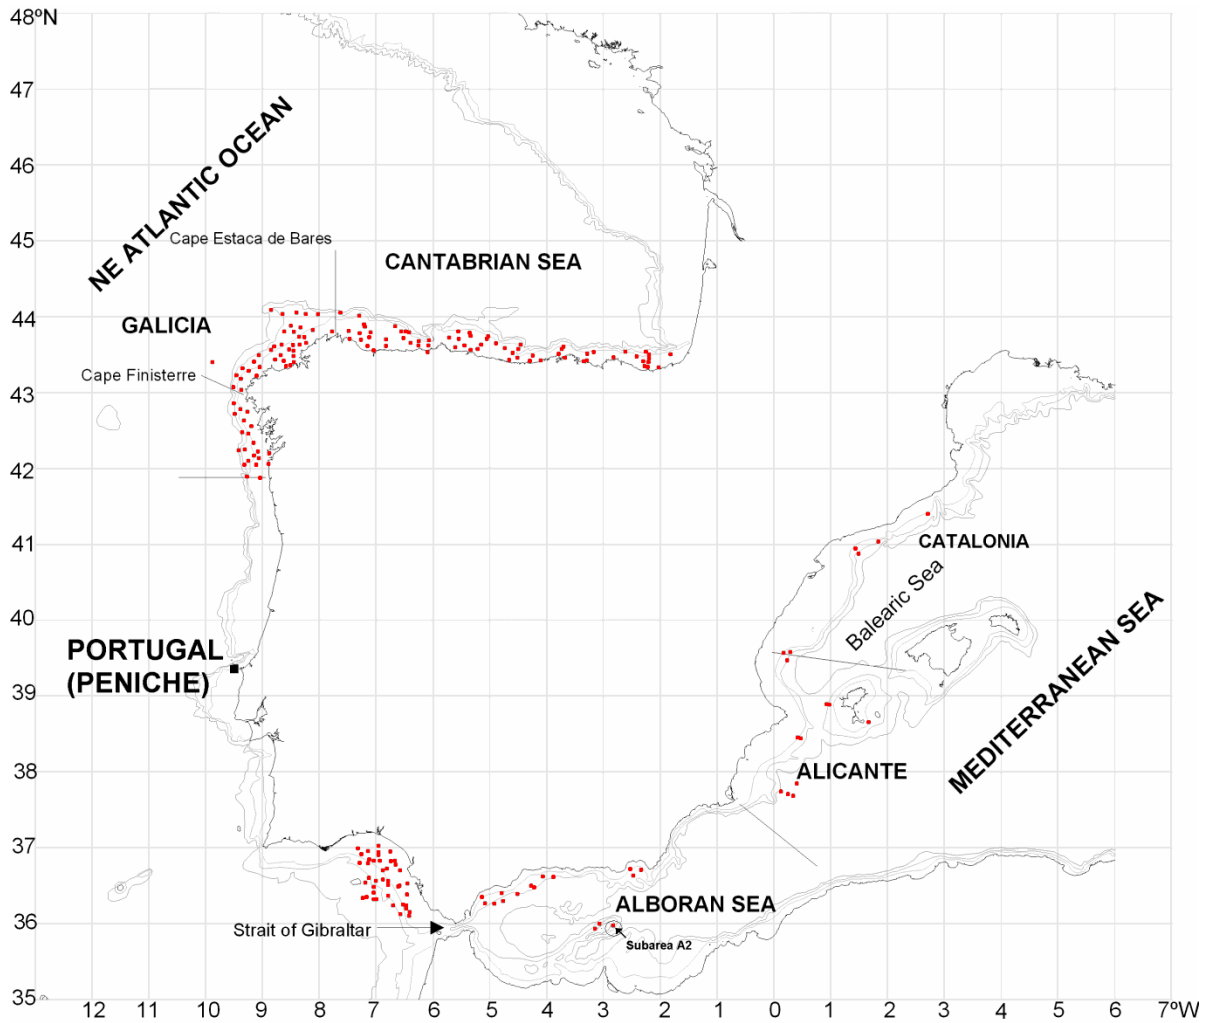 48ºN
47
NE ATLANTIC OCEAN
46
45
Cape Estaca de Bares
CANTABRIAN SEA
44
GALICIA
Cape Finisterre
43
42
41
CATALONIA
Balearic Sea
40
PORTUGAL
(PENICHE)
MEDITERRANEAN SEA
39
38
ALICANTE
37
ALBORAN SEA
36
Strait of Gibraltar
Subarea A2
35
12 11 10 9 8 7 6 5 4 3 2 1 0 1 2 3 4 5 6 7ºW